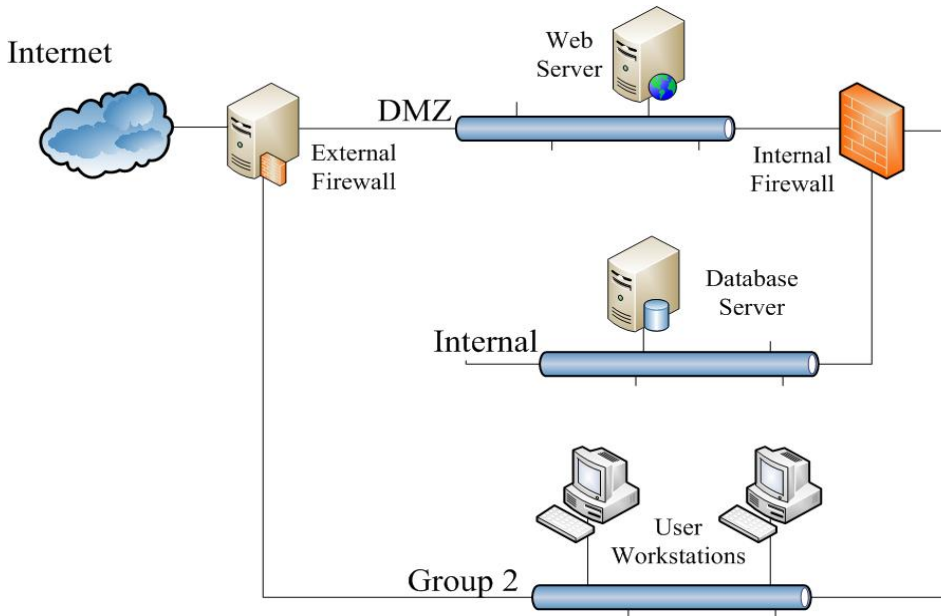 Internet
Web
Server
DMZ
External
Firewall
Internal
Firewall
Database
Server
Internal
User
Workstations
Group 2